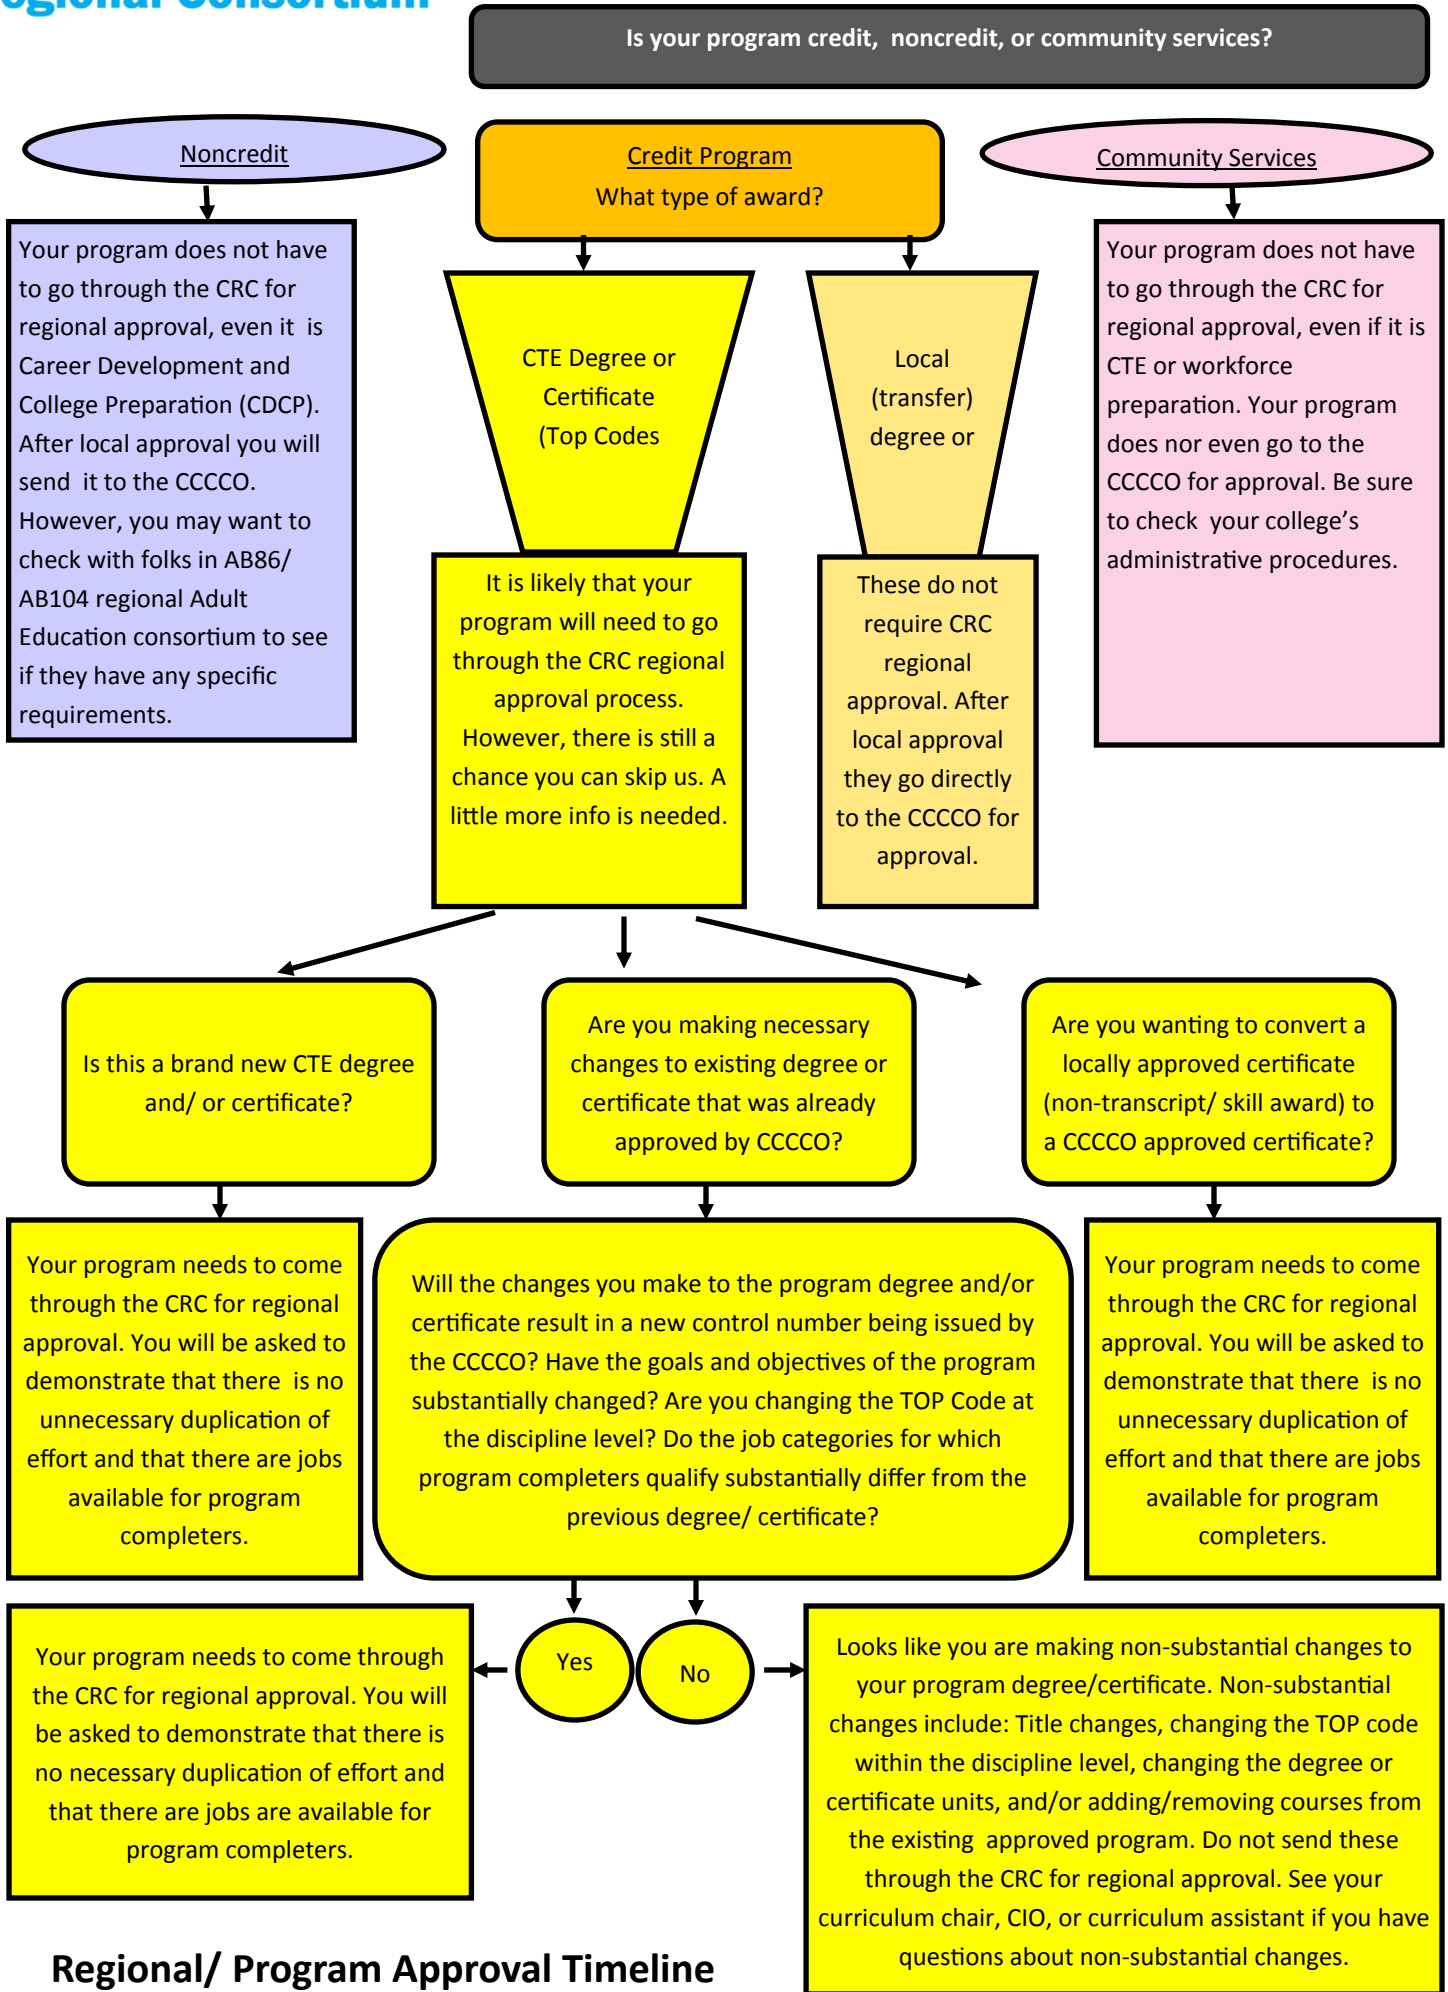 Regional Consortium
Is your program credit, noncredit, or community services?
Noncredit
Your program does not have
to go through the CRC for
regional approval, even it is
Career Development and
College Preparation (CDCP).
After local approval you will
send it to the CCCCO.
However, you may want to
check with folks in AB86/
AB104 regional Adult
Education consortium to see
if they have any specific
requirements.
Credit Program
What type of award?
CTE Degree or
Certificate
(Top Codes
It is likely that your
program will need to go
through the CRC regional
approval process.
However, there is still a
chance you can skip us. A
little more info is needed.
Local
(transfer)
degree or
These do not
require CRC
regional
approval. After
local approval
they go directly
to the CCCCO for
approval.
Community Services
Your program does not have
to go through the CRC for
regional approval, even if it is
CTE or workforce
preparation. Your program
does nor even go to the
CCCCO for approval. Be sure
to check your college’s
administrative procedures.
Is this a brand new CTE degree
and/ or certificate?
Your program needs to come
through the CRC for regional
approval. You will be asked to
demonstrate that there is no
unnecessary duplication of
effort and that there are jobs
available for program
completers.
Are you making necessary
changes to existing degree or
certificate that was already
approved by CCCCO?
Will the changes you make to the program degree and/or
certificate result in a new control number being issued by
the CCCCO? Have the goals and objectives of the program
substantially changed? Are you changing the TOP Code at
the discipline level? Do the job categories for which
program completers qualify substantially differ from the
previous degree/ certificate?
Are you wanting to convert a
locally approved certificate
(non-transcript/ skill award) to
a CCCCO approved certificate?
Your program needs to come
through the CRC for regional
approval. You will be asked to
demonstrate that there is no
unnecessary duplication of
effort and that there are jobs
available for program
completers.
Yes
No
Your program needs to come through
the CRC for regional approval. You will
be asked to demonstrate that there is
no necessary duplication of effort and
that there are jobs are available for
program completers.
Looks like you are making non-substantial changes to
your program degree/certificate. Non-substantial
changes include: Title changes, changing the TOP code
within the discipline level, changing the degree or
certificate units, and/or adding/removing courses from
the existing approved program. Do not send these
through the CRC for regional approval. See your
curriculum chair, CIO, or curriculum assistant if you have
questions about non-substantial changes.
Regional/ Program Approval Timeline